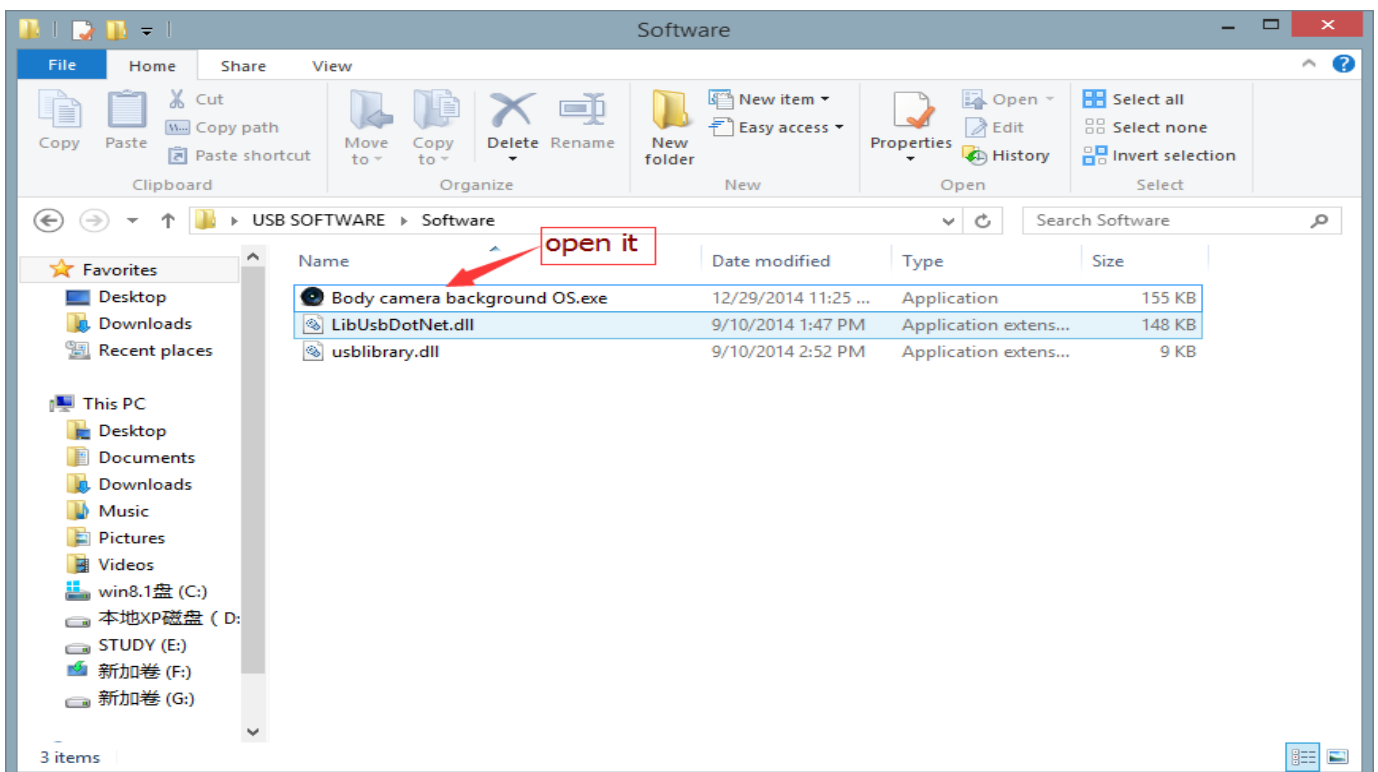 Software
File Home Share View
Copy
Paste
Cut
Copy path
Paste shortcut
Clipboard
Move to
Copy to
Delete
Rename
Organize
New folder
New item
Easy access
New
Properties
Open
Edit
History
Open
Select all
Select none
Invert selection
Select
USB SOFTWARE Software
Search Software
open it
Name Date modified Type Size
Body camera background OS.exe 12/29/2014 11:25 ... Application 155 KB
LibUsbDotNet.dll 9/10/2014 1:47 PM Application extens... 148 KB
usblibrary.dll 9/10/2014 2:52 PM Application extens... 9 KB
Favorites
Desktop
Downloads
Recent places
This PC
Desktop
Documents
Downloads
Music
Pictures
Videos
win8.1盘 (C:)
本地XP磁盘 ( D:
STUDY (E:)
新加卷 (F:)
新加卷 (G:)
3 items